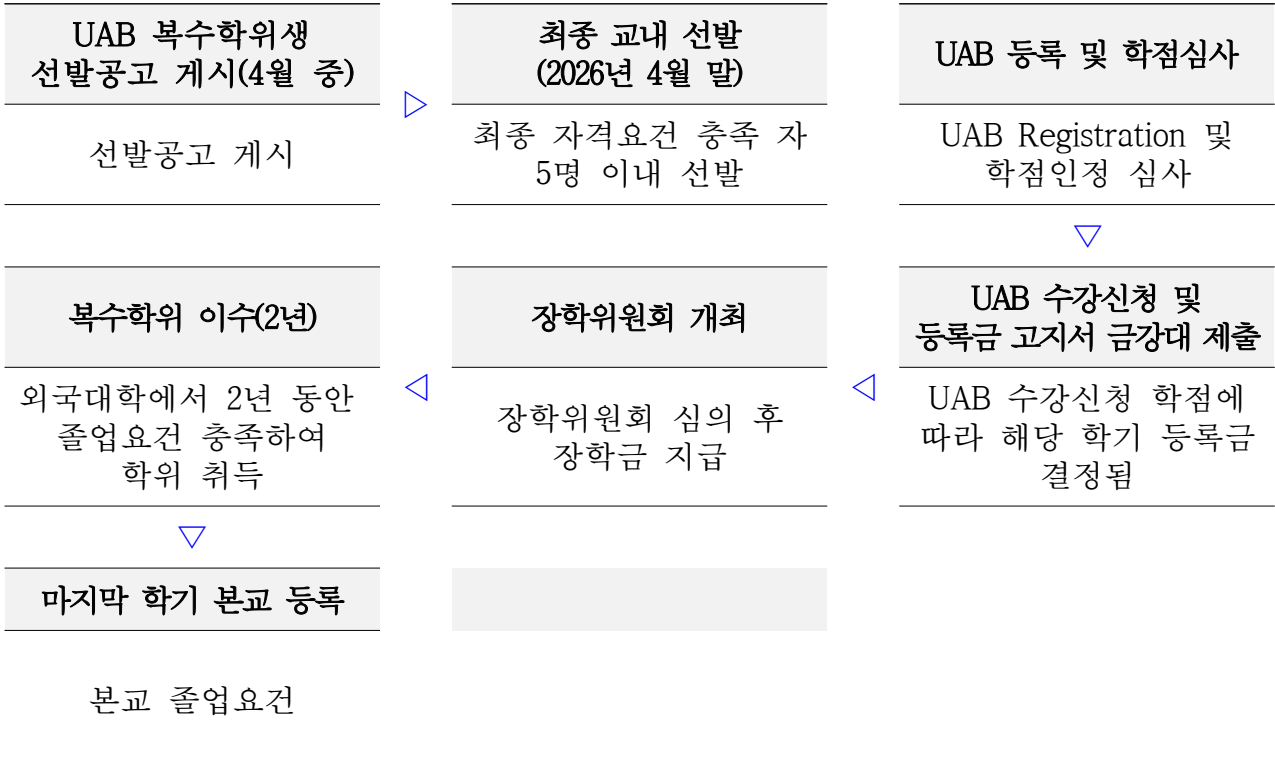 UAB 복수학위생
선발공고 게시(4월 중)
선발공고 게시
▷
최종 교내 선발
(2026년 4월 말)
최종 자격요건 충족 자
5명 이내 선발
UAB 등록 및 학점심사
UAB Registration 및
학점인정 심사
▽
UAB 수강신청 및
등록금 고지서 금강대 제출
UAB 수강신청 학점에
따라 해당 학기 등록금
결정됨
◁
장학위원회 개최
장학위원회 심의 후
장학금 지급
◁
복수학위 이수(2년)
외국대학에서 2년 동안
졸업요건 충족하여
학위 취득
▽
마지막 학기 본교 등록
본교 졸업요건